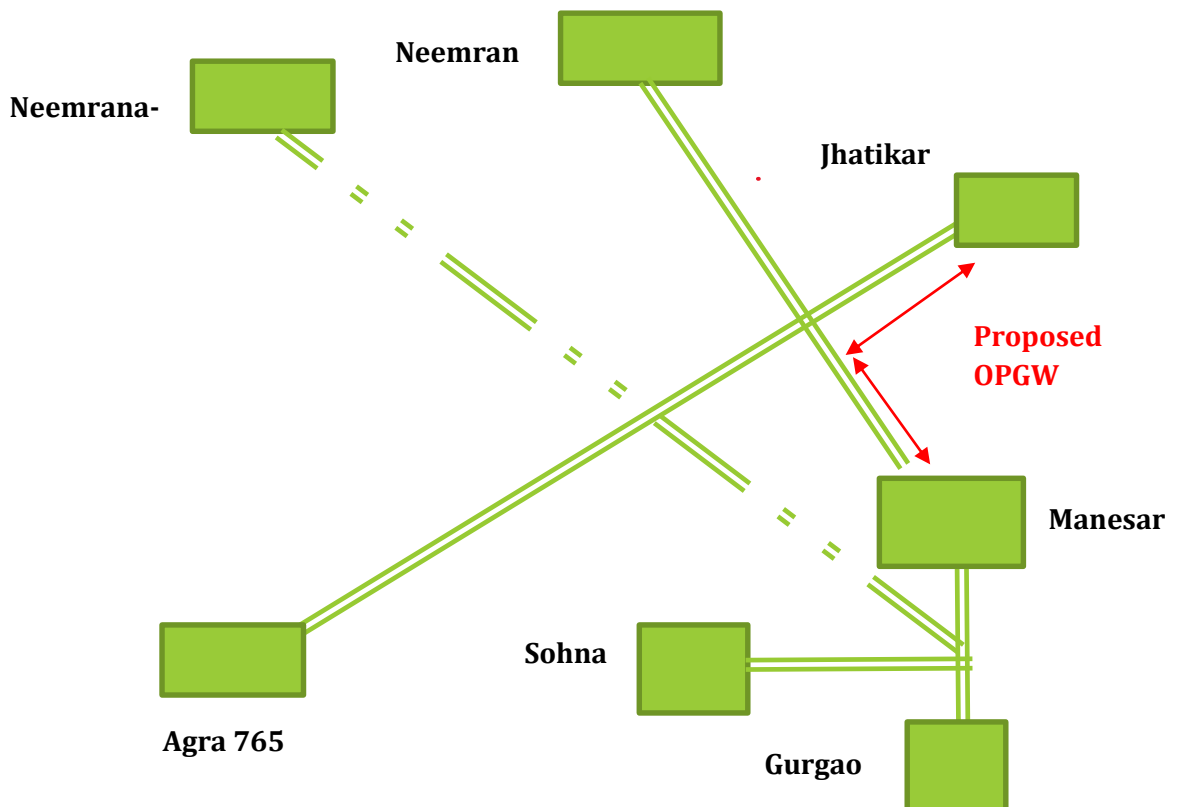 Neemran
Neemrana-
Jhatikar
Proposed
OPGW
Manesar
Sohna
Agra 765
Gurgao